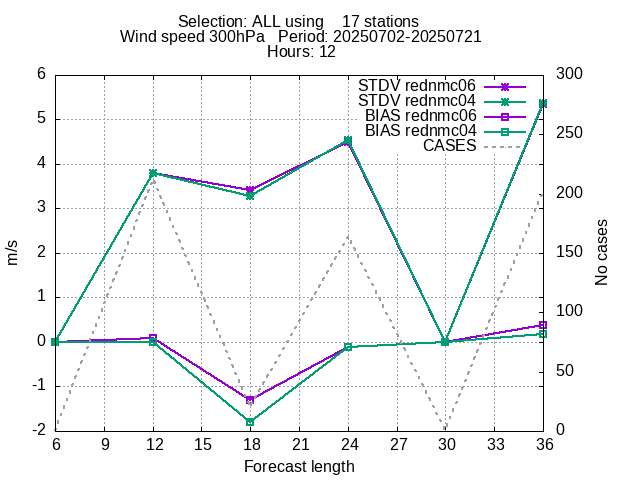 Selection: ALL using 17 stations
Wind speed 300hPa Period: 20250702-20250721
Hours: 12
STDV rednmc06
STDV rednmc04
BIAS rednmc06
BIAS rednmc04
CASES
6
5
4
3
2
1
0
-1
-2
m/s
300
250
200
150
100
50
0
No cases
6 9 12 15 18 21 24 27 30 33 36
Forecast length